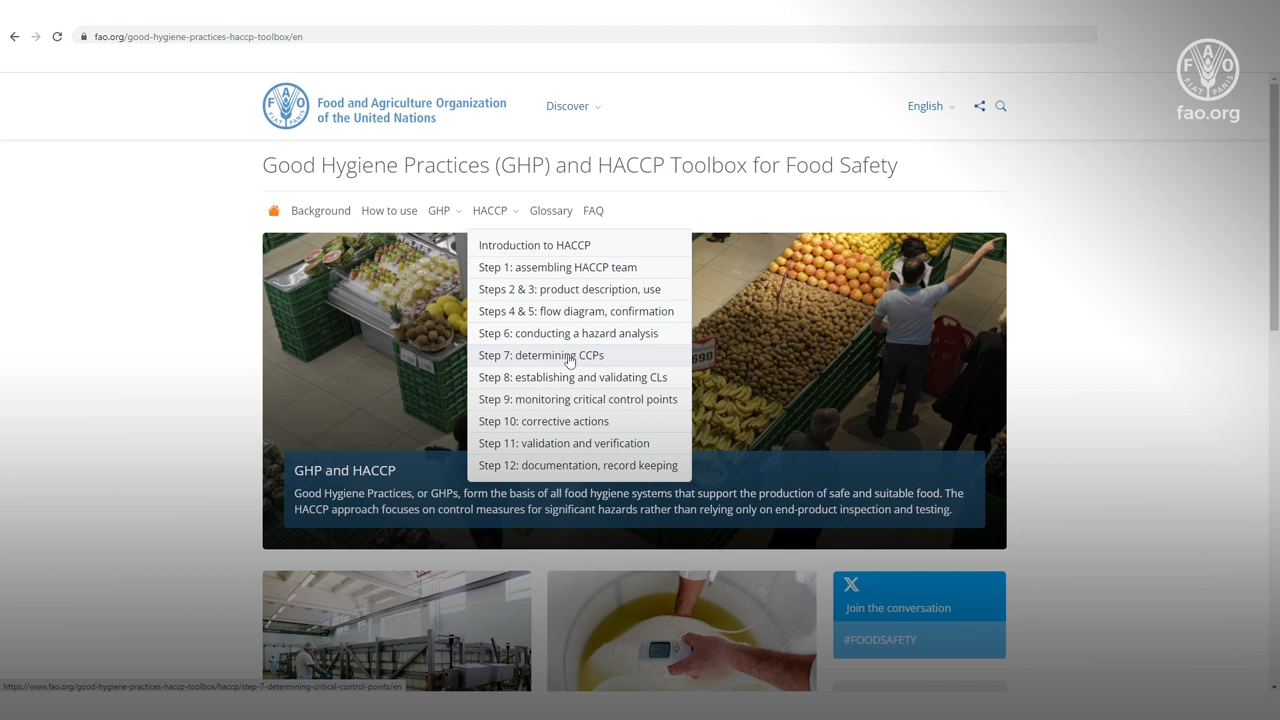 fao.org/good-hygiene-practices-haccp-toolbox/en
F A O
FIAT PANIS
fao.org
F A O
FIAT PANIS
Food and Agriculture Organization
of the United Nations
Discover
English
Good Hygiene Practices (GHP) and HACCP Toolbox for Food Safety
Background How to use GHP HACCP Glossary FAQ
Introduction to HACCP
Step 1: assembling HACCP team
Steps 2 & 3: product description, use
Steps 4 & 5: flow diagram, confirmation
Step 6: conducting a hazard analysis
Step 7: determining CCPs
Step 8: establishing and validating CLs
Step 9: monitoring critical control points
Step 10: corrective actions
Step 11: validation and verification
Step 12: documentation, record keeping
690
GHP and HACCP
Good Hygiene Practices, or GHPs, form the basis of all food hygiene systems that support the production of safe and suitable food. The
HACCP approach focuses on control measures for significant hazards rather than relying only on end-product inspection and testing.
X
Join the conversation
#FOODSAFETY
https://www.fao.org/good-hygiene-practices-haccp-toolbox/haccp/step-7-determining-critical-control-points/en